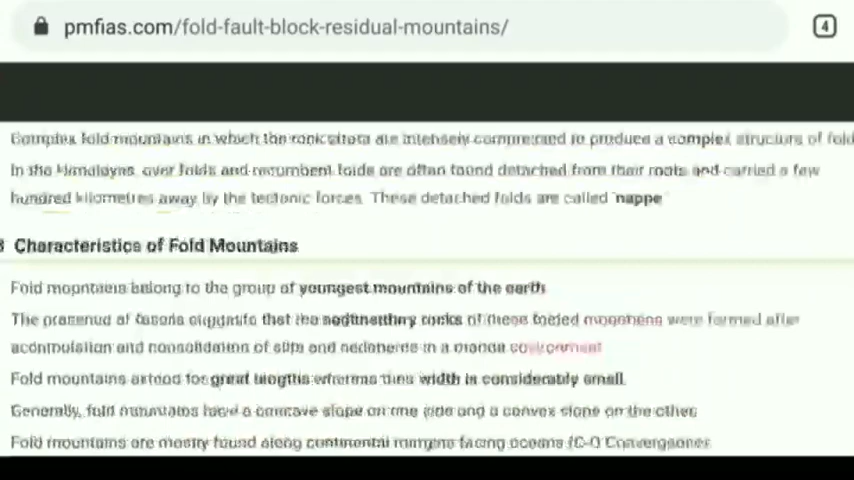 pmfias.com/fold-fault-block-residual-mountains/
4
Complex fold mountains in which the rock strata are intensely compressed to produce a complex structure of fold
In the Himalayas, over folds and recumbent folds are often found detached from their roots and carried a few
hundred kilometres away by the tectonic forces. These detached folds are called 'nappe'
Characteristics of Fold Mountains
Fold mountains belong to the group of youngest mountains of the earth
The presence of fossils suggests that the sedimentary rocks of these folded mountains were formed after
accumulation and consolidation of silts and sediments in a marine environment
Fold mountains extend for great lengths whereas their width is considerably small.
Generally, fold mountains have a concave slope on one side and a convex slope on the other.
Fold mountains are mostly found along continental margins facing oceans (C-O Convergence